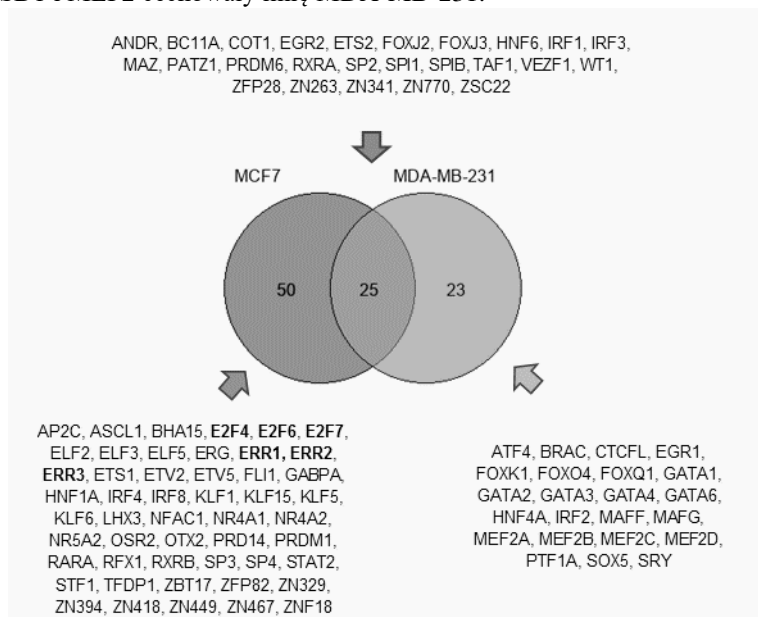 ANDR, BC11A, COT1, EGR2, ETS2, FOXJ2, FOXJ3, HNF6, IRF1, IRF3,
MAZ, PATZ1, PRDM6, RXRA, SP2, SPI1, SPIB, TAF1, VEZF1, WT1,
ZFP28, ZN263, ZN341, ZN770, ZSC22
MCF7
MDA-MB-231
50
25
23
AP2C, ASCL1, BHA15, E2F4, E2F6, E2F7,
ELF2, ELF3, ELF5, ERG, ERR1, ERR2,
ERR3, ETS1, ETV2, ETV5, FLI1, GABPA,
HNF1A, IRF4, IRF8, KLF1, KLF15, KLF5,
KLF6, LHX3, NFAC1, NR4A1, NR4A2,
NR5A2, OSR2, OTX2, PRD14, PRDM1,
RARA, RFX1, RXRB, SP3, SP4, STAT2,
STF1, TFDP1, ZBT17, ZFP82, ZN329,
ZN394, ZN418, ZN449, ZN467, ZNF18
ATF4, BRAC, CTCFL, EGR1,
FOXK1, FOXO4, FOXQ1, GATA1,
GATA2, GATA3, GATA4, GATA6,
HNF4A, IRF2, MAFF, MAFG,
MEF2A, MEF2B, MEF2C, MEF2D,
PTF1A, SOX5, SRY